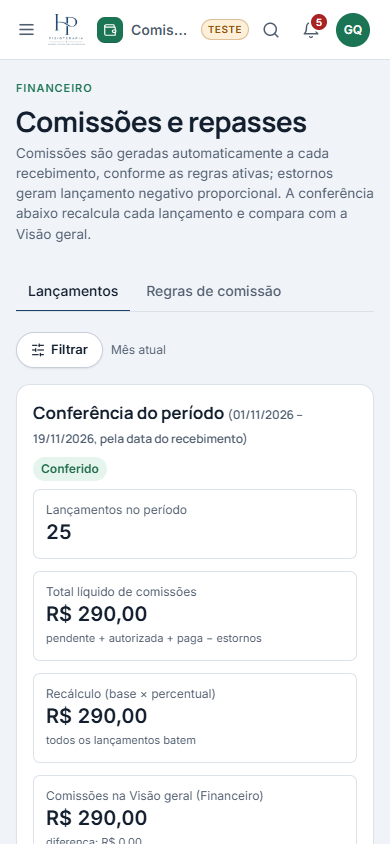 HP
FISIOTERAPIA
Comis...
TESTE
5
GQ
FINANCEIRO
Comissões e repasses
Comissões são geradas automaticamente a cada
recebimento, conforme as regras ativas; estornos
geram lançamento negativo proporcional. A conferência
abaixo recalcula cada lançamento e compara com a
Visão geral.
Lançamentos
Regras de comissão
Filtrar
Mês atual
Conferência do período (01/11/2026 –
19/11/2026, pela data do recebimento)
Conferido
Lançamentos no período
25
Total líquido de comissões
R$ 290,00
pendente + autorizada + paga − estornos
Recálculo (base × percentual)
R$ 290,00
todos os lançamentos batem
Comissões na Visão geral (Financeiro)
R$ 290,00
diferença: R$ 0,00